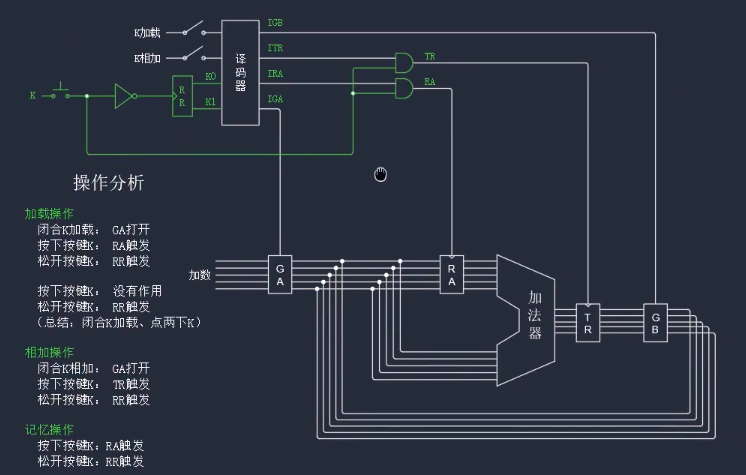 K加载
IGB
K相加
ITR
译码器
TR
IRA
RA
K
RR
K0
K1
IGA
操作分析
加载操作
闭合K加载： GA打开
按下按键K： RA触发
松开按键K： RR触发
按下按键K： 没有作用
松开按键K： RR触发
（总结：闭合K加载、点两下K）
相加操作
闭合K相加： GA打开
按下按键K： TR触发
松开按键K： RR触发
记忆操作
按下按键K：RA触发
松开按键K：RR触发
加数
GA
RA
加法器
TR
GB